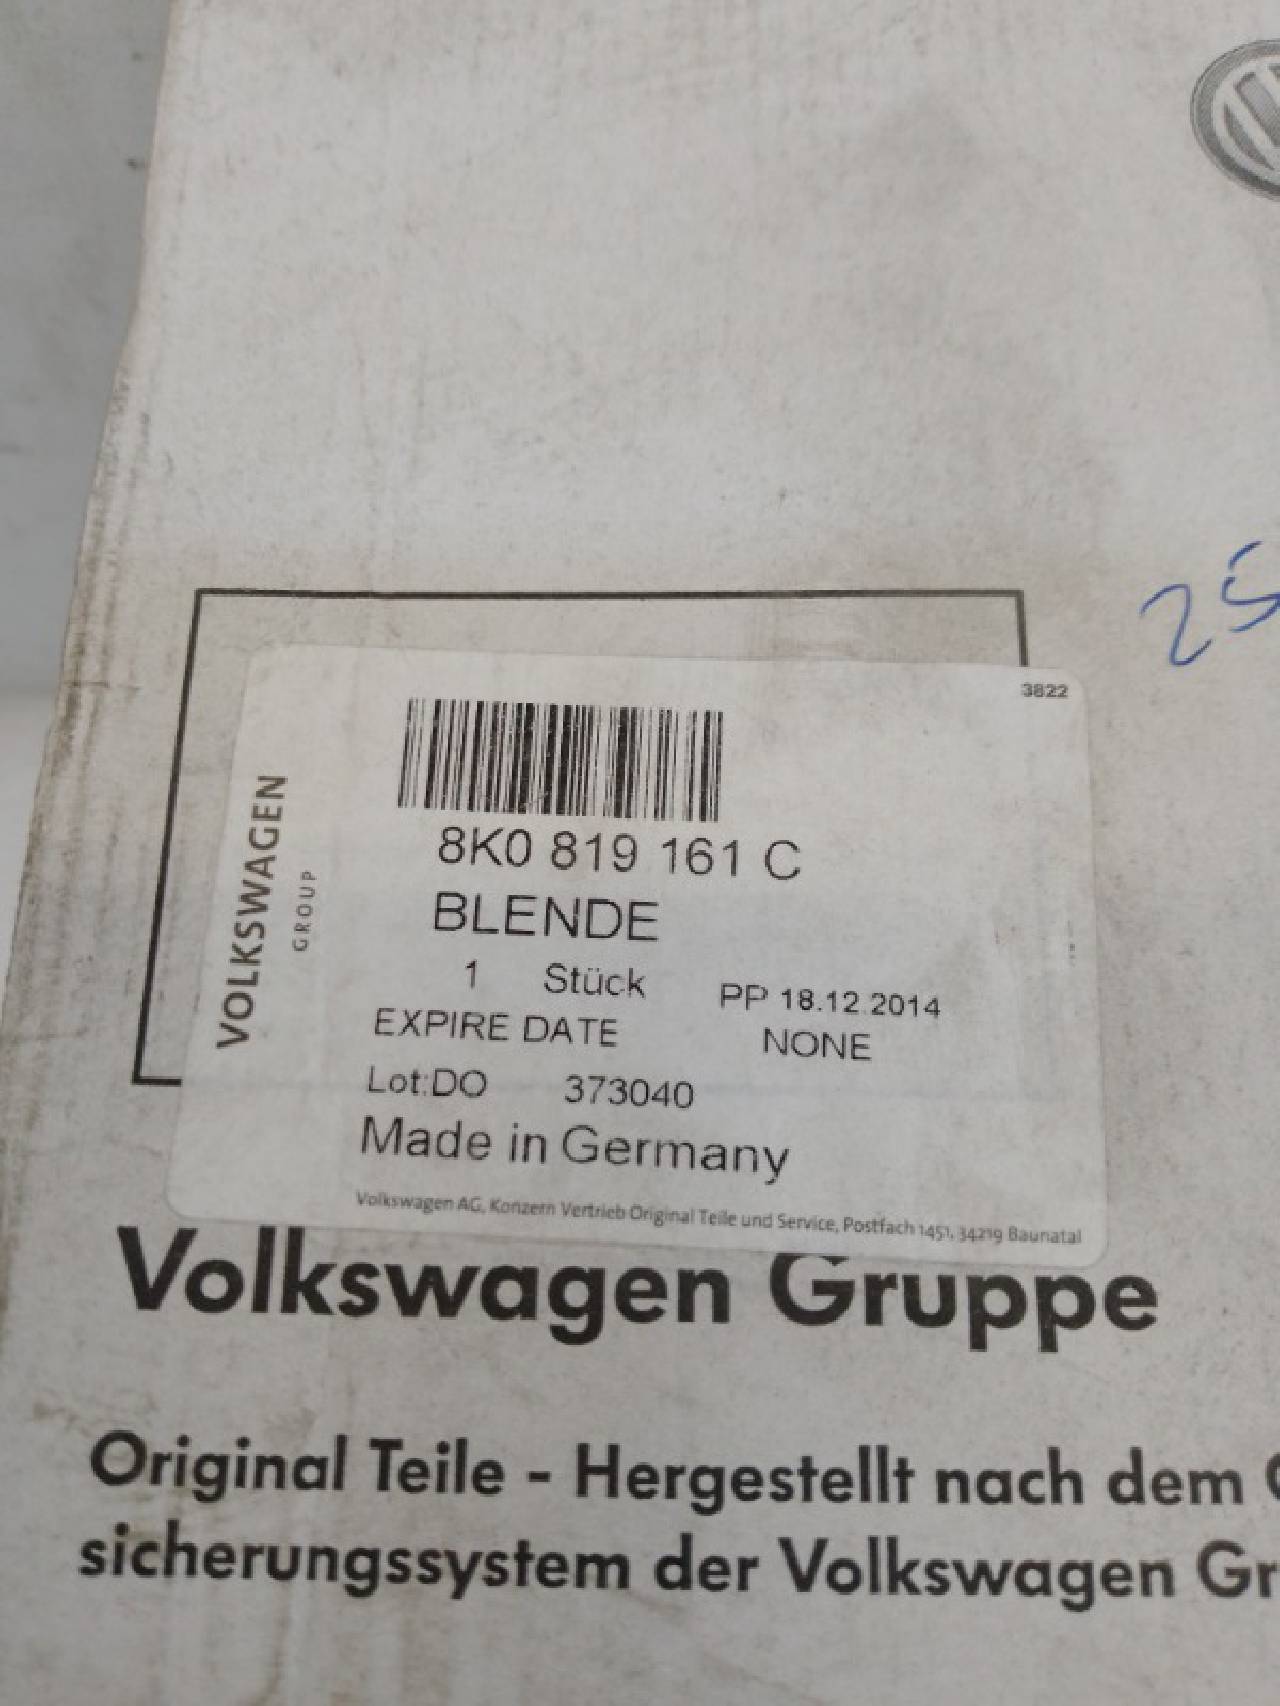 25
3822
VOLKSWAGEN
GROUP
8K0 819 161 C
BLENDE
1 Stück PP 18.12.2014
EXPIRE DATE NONE
Lot:DO 373040
Made in Germany
Volkswagen AG, Konzern Vertrieb Original Teile und Service, Postfach 1451, 34219 Baunatal
Volkswagen Gruppe
Original Teile - Hergestellt nach dem
sicherungssystem der Volkswagen Gr